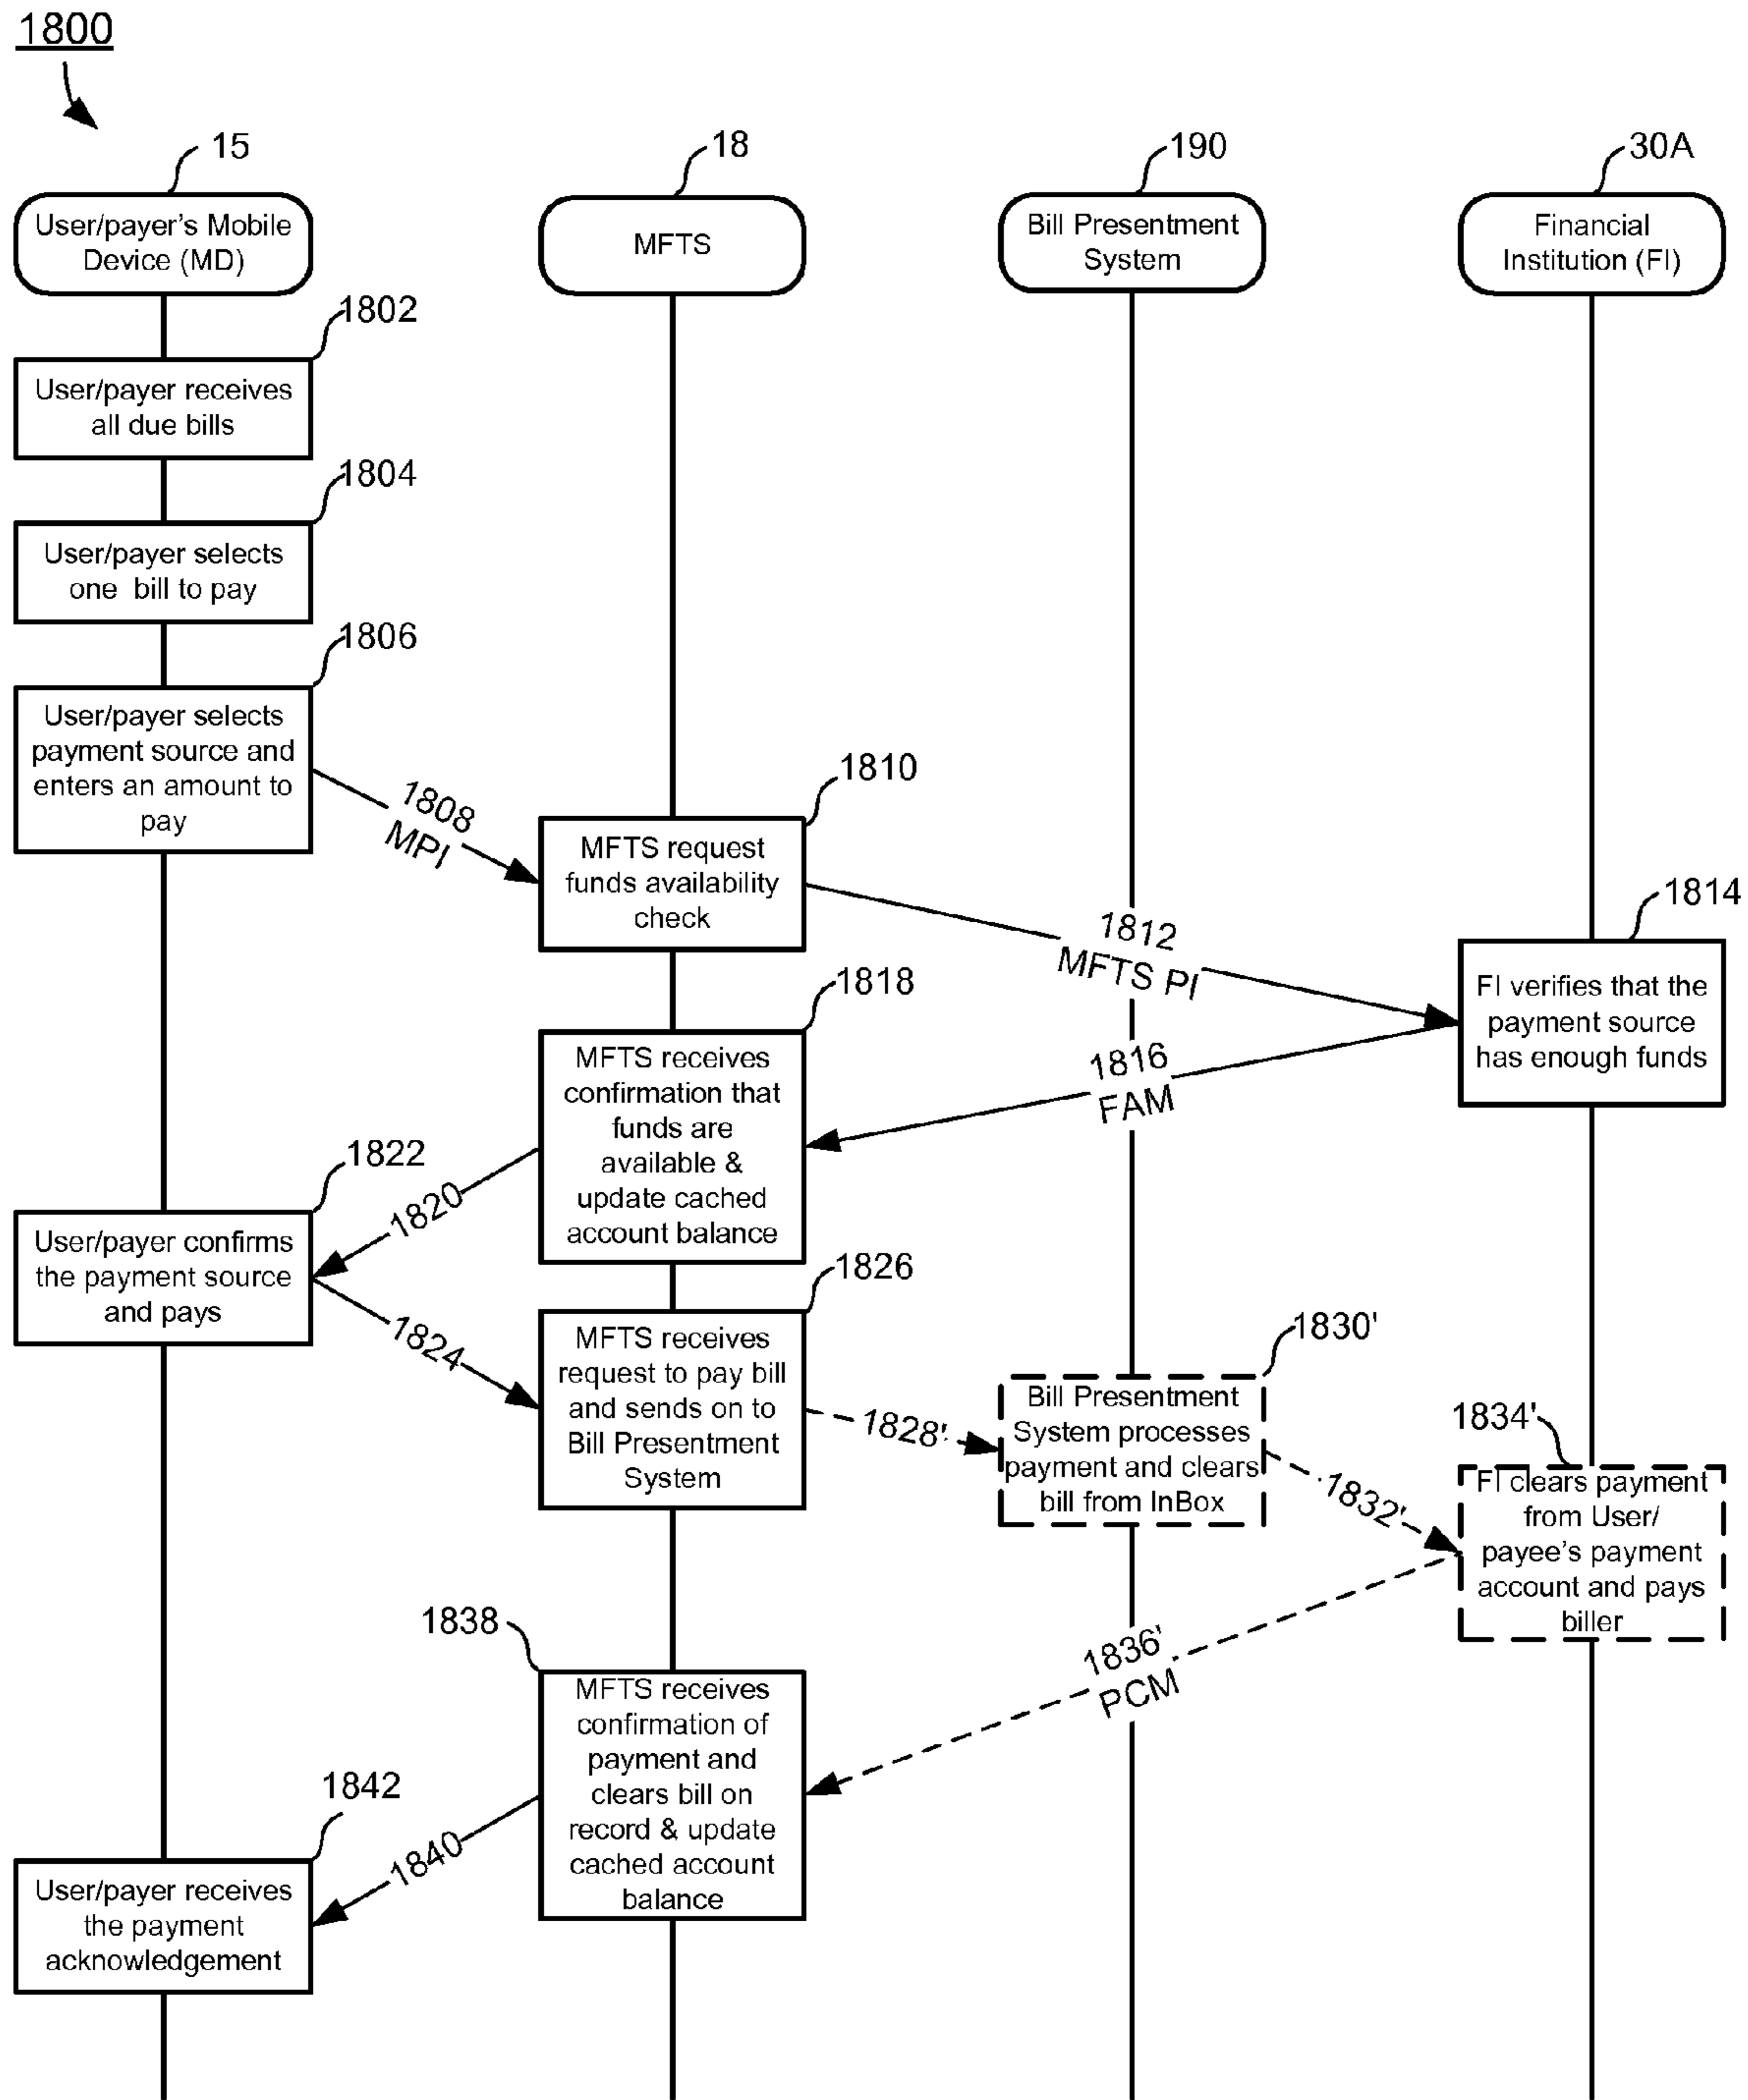 1800
15
18
190
30A
User/payer's Mobile
Device (MD)
MFTS
Bill Presentment
System
Financial
Institution (FI)
1802
User/payer receives
all due bills
1804
User/payer selects
one bill to pay
1806
User/payer selects
payment source and
enters an amount to
pay
1808
MPI
1810
MFTS request
funds availability
check
1812
MFTS PI
1814
FI verifies that the
payment source
has enough funds
1816
FAM
1818
MFTS receives
confirmation that
funds are
available &
update cached
account balance
1820
1822
User/payer confirms
the payment source
and pays
1824
1826
MFTS receives
request to pay bill
and sends on to
Bill Presentment
System
1828'
1830'
Bill Presentment
System processes
payment and clears
bill from InBox
1832'
1834'
FI clears payment
from User/
payee's payment
account and pays
biller
1836'
PCM
1838
MFTS receives
confirmation of
payment and
clears bill on
record & update
cached account
balance
1840
1842
User/payer receives
the payment
acknowledgement